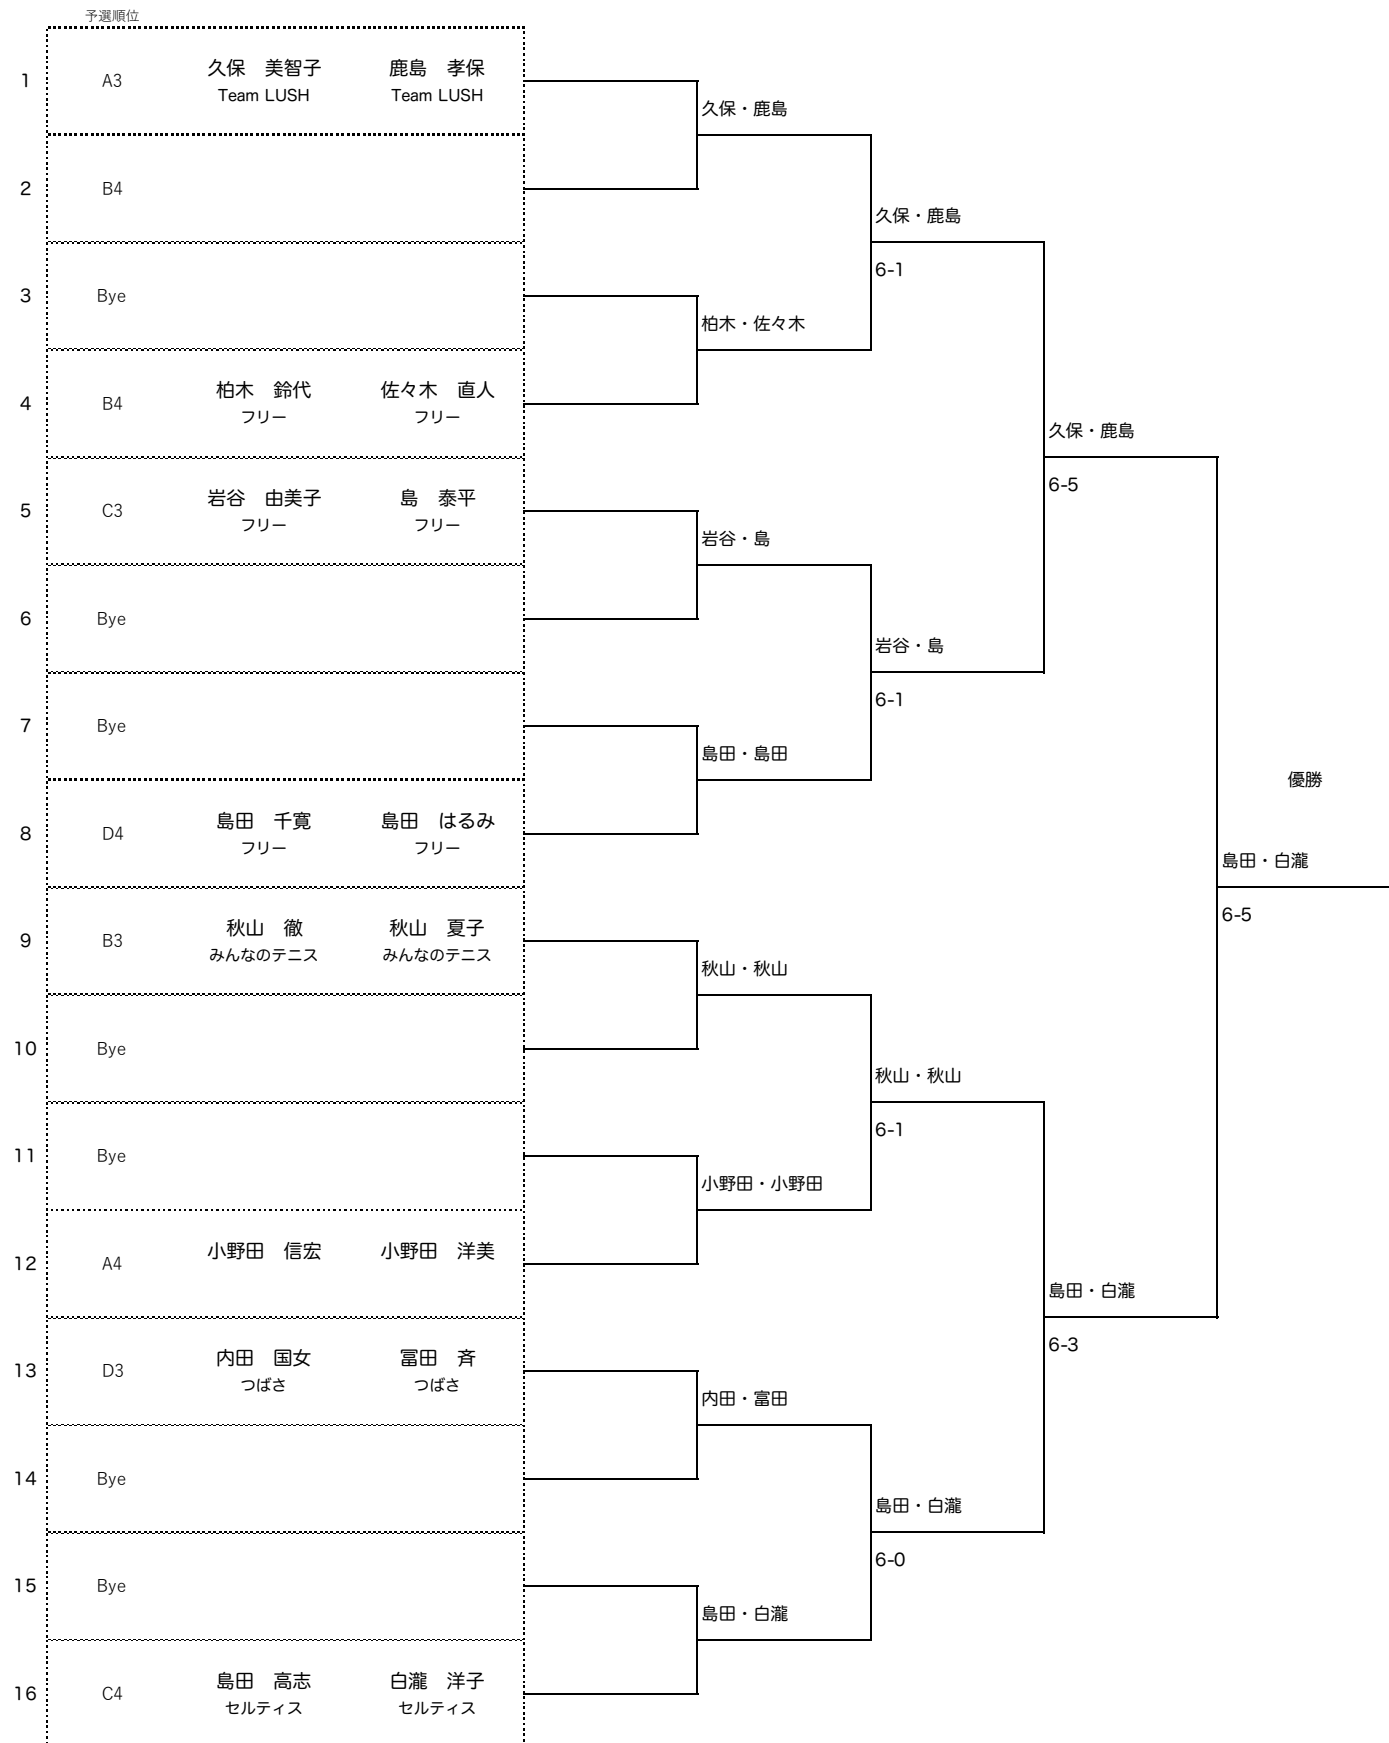 予選順位
1 A3 久保　美智子 鹿島　孝保
Team LUSH Team LUSH
久保・鹿島
2 B4
久保・鹿島
6-1
3 Bye
柏木・佐々木
4 B4 柏木　鈴代 佐々木　直人
フリー フリー
久保・鹿島
6-5
5 C3 岩谷　由美子 島　泰平
フリー フリー
岩谷・島
6 Bye
岩谷・島
6-1
7 Bye
島田・島田
優勝
8 D4 島田　千寛 島田　はるみ
フリー フリー
島田・白瀧
6-5
9 B3 秋山　徹 秋山　夏子
みんなのテニス みんなのテニス
秋山・秋山
10 Bye
秋山・秋山
6-1
11 Bye
小野田・小野田
12 A4 小野田　信宏 小野田　洋美
島田・白瀧
6-3
13 D3 内田　国女 冨田　斉
つばさ つばさ
内田・富田
14 Bye
島田・白瀧
6-0
15 Bye
島田・白瀧
16 C4 島田　高志 白瀧　洋子
セルティス セルティス